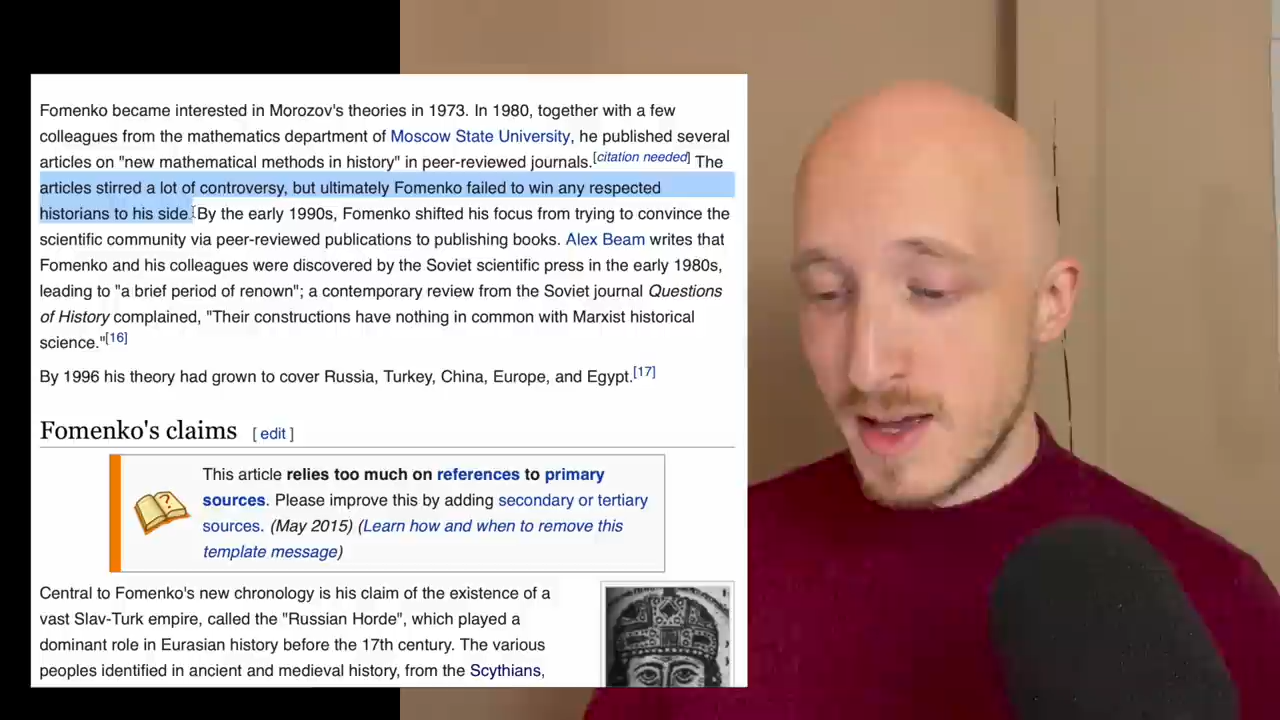 Fomenko became interested in Morozov's theories in 1973. In 1980, together with a few
colleagues from the mathematics department of Moscow State University, he published several
articles on "new mathematical methods in history" in peer-reviewed journals.[citation needed] The
articles stirred a lot of controversy, but ultimately Fomenko failed to win any respected
historians to his side. By the early 1990s, Fomenko shifted his focus from trying to convince the
scientific community via peer-reviewed publications to publishing books. Alex Beam writes that
Fomenko and his colleagues were discovered by the Soviet scientific press in the early 1980s,
leading to "a brief period of renown"; a contemporary review from the Soviet journal Questions
of History complained, "Their constructions have nothing in common with Marxist historical
science."[16]
By 1996 his theory had grown to cover Russia, Turkey, China, Europe, and Egypt.[17]
Fomenko's claims [ edit ]
This article relies too much on references to primary
sources. Please improve this by adding secondary or tertiary
sources. (May 2015) (Learn how and when to remove this
template message)
Central to Fomenko's new chronology is his claim of the existence of a
vast Slav-Turk empire, called the "Russian Horde", which played a
dominant role in Eurasian history before the 17th century. The various
peoples identified in ancient and medieval history, from the Scythians,